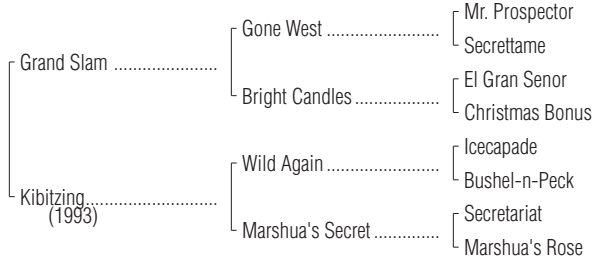 Mr. Prospector
Gone West ........................
Secrettame
Grand Slam ......................
El Gran Senor
Bright Candles ..................
Christmas Bonus
Icecapade
Wild Again ........................
Bushel-n-Peck
Kibitzing............................
(1993)
Secretariat
Marshua's Secret ..............
Marshua's Rose